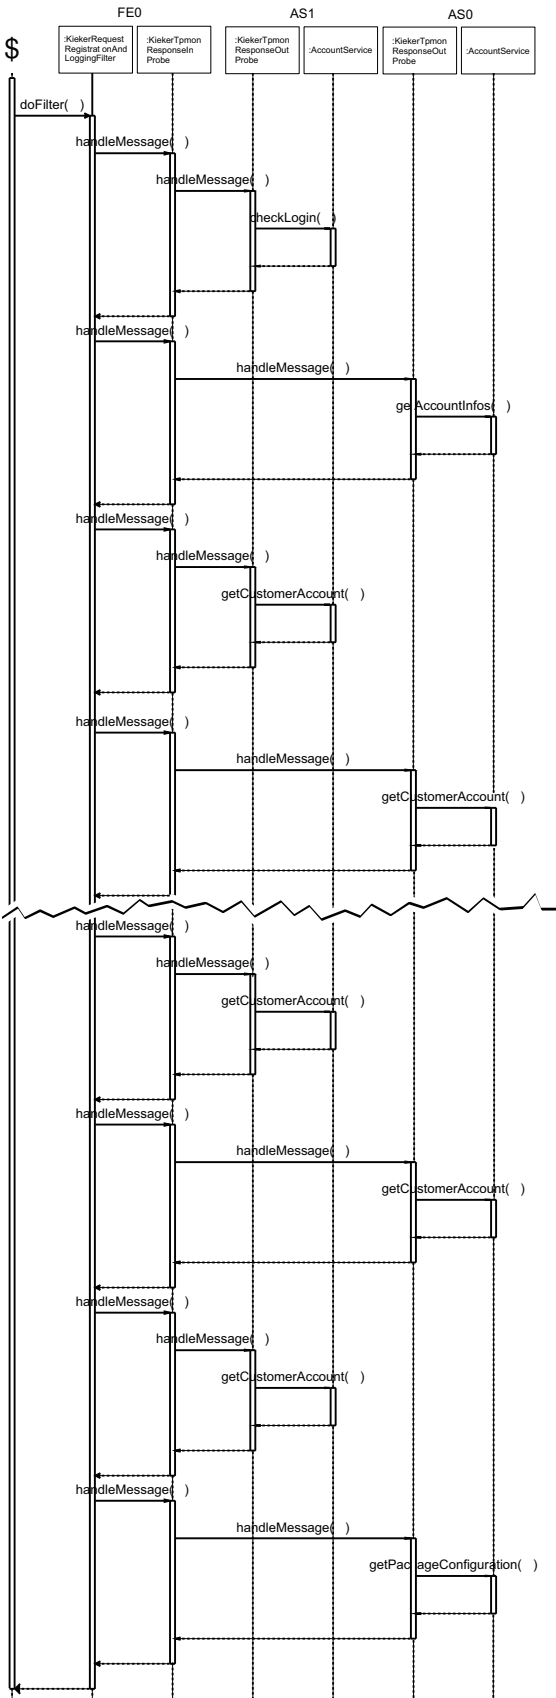 FE0 AS1 AS0
$
:KiekerRequest
Registrat onAnd
LoggingFilter
:KiekerTpmon
ResponseIn
Probe
:KiekerTpmon
ResponseOut
Probe
:AccountService
:KiekerTpmon
ResponseOut
Probe
:AccountService
doFilter( )
handleMessage( )
handleMessage( )
checkLogin( )
handleMessage( )
handleMessage( )
getAccountInfos( )
handleMessage( )
handleMessage( )
getCustomerAccount( )
handleMessage( )
handleMessage( )
getCustomerAccount( )
handleMessage( )
handleMessage( )
getCustomerAccount( )
handleMessage( )
handleMessage( )
getCustomerAccount( )
handleMessage( )
handleMessage( )
getCustomerAccount( )
handleMessage( )
handleMessage( )
getPackageConfiguration( )